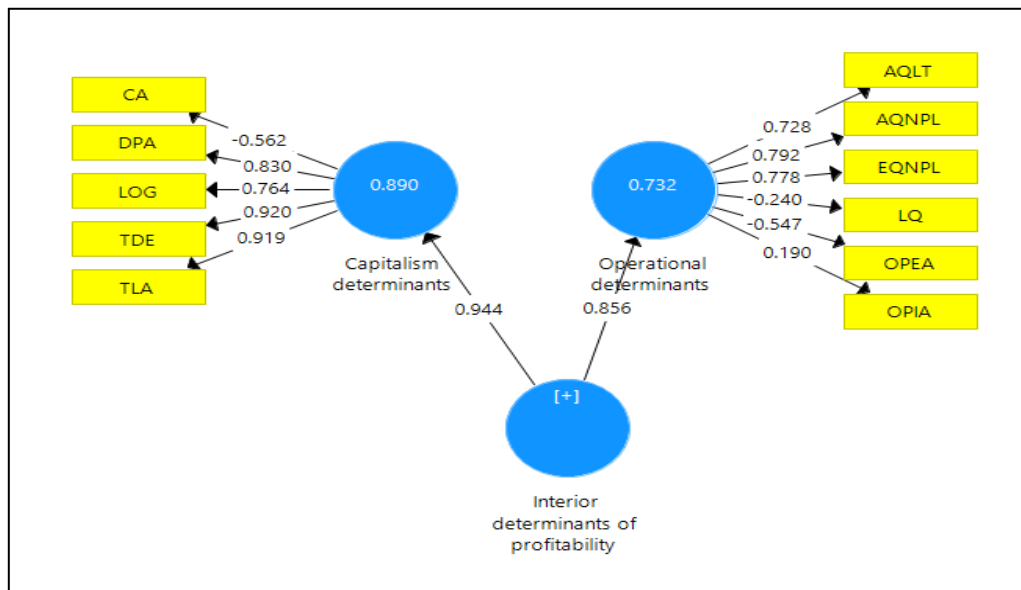 CA
DPA
LOG
TDE
TLA
-0.562
0.830
0.764
0.920
0.919
0.890
Capitalism
determinants
0.732
Operational
determinants
0.728
0.792
0.778
-0.240
-0.547
0.190
AQLT
AQNPL
EQNPL
LQ
OPEA
OPIA
0.944
0.856
[+]
Interior
determinants of
profitability